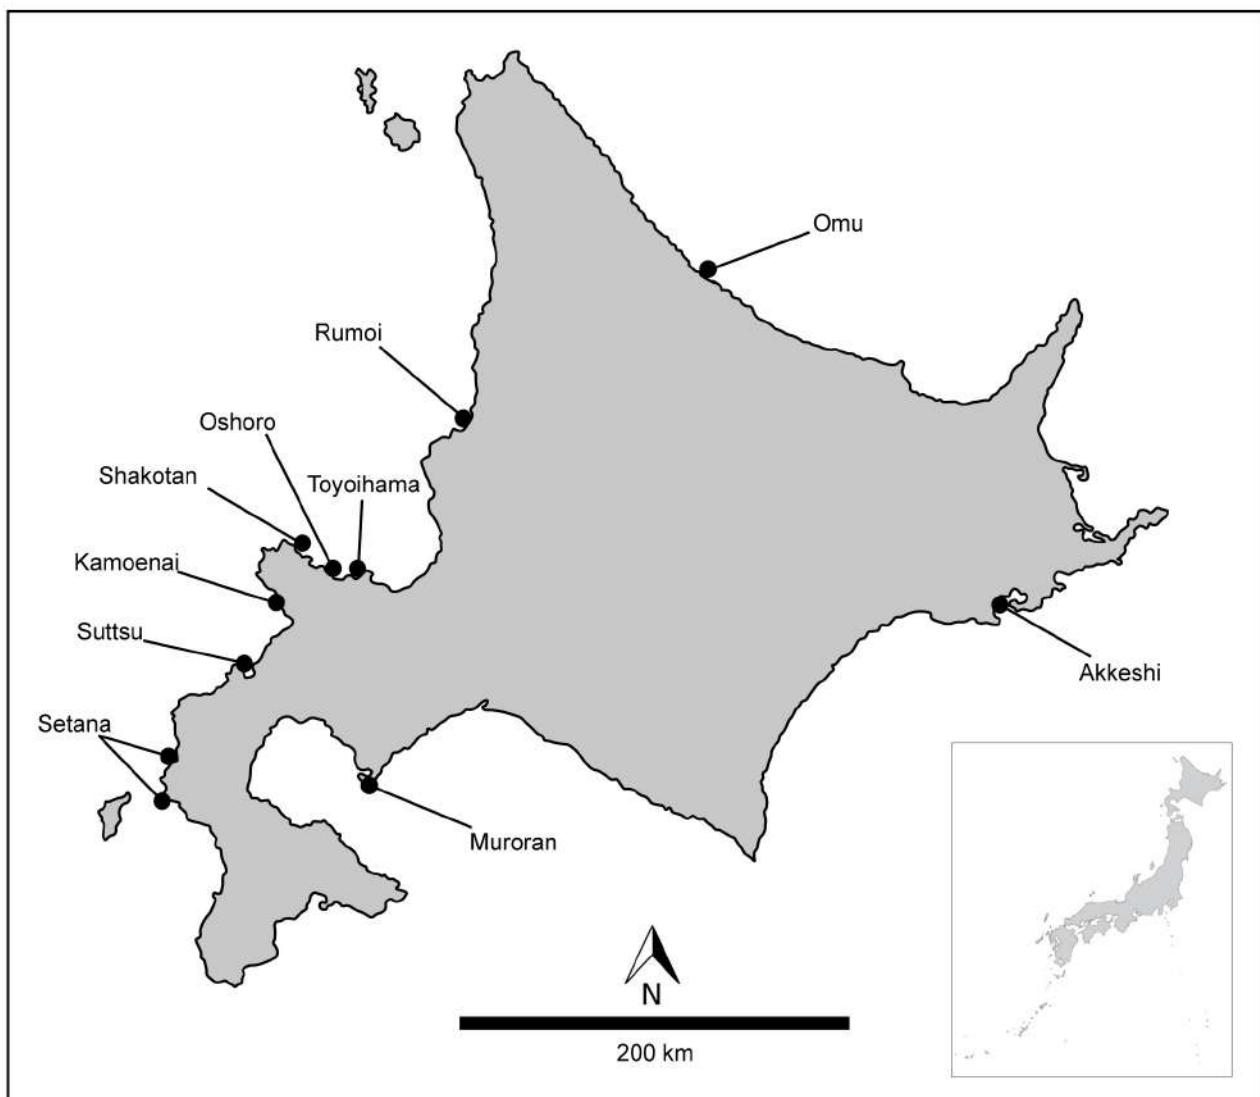 Omu
Rumoi
Oshoro
Shakotan
Toyoihama
Kamoenai
Suttsu
Akkeshi
Setana
Muroran
N
200 km